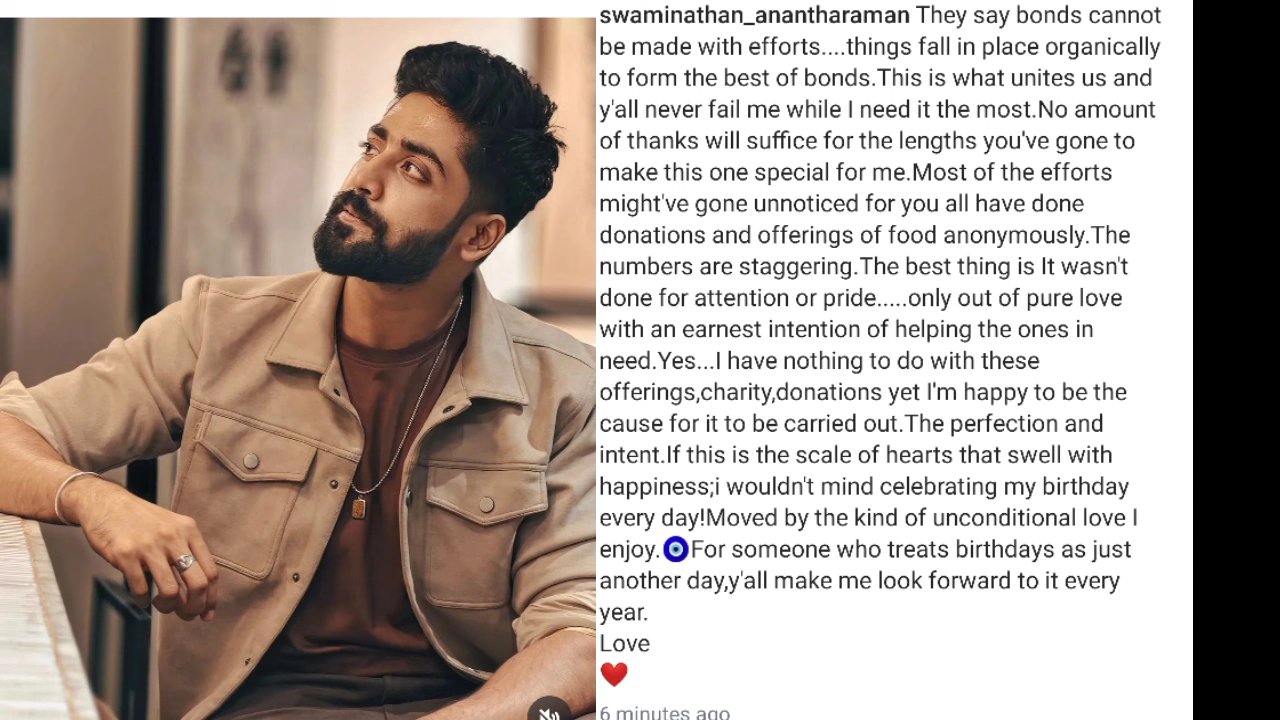 swaminathan_anantharaman They say bonds cannot
be made with efforts....things fall in place organically
to form the best of bonds.This is what unites us and
y'all never fail me while I need it the most.No amount
of thanks will suffice for the lengths you've gone to
make this one special for me.Most of the efforts
might've gone unnoticed for you all have done
donations and offerings of food anonymously.The
numbers are staggering.The best thing is It wasn't
done for attention or pride.....only out of pure love
with an earnest intention of helping the ones in
need.Yes...I have nothing to do with these
offerings,charity,donations yet I'm happy to be the
cause for it to be carried out.The perfection and
intent.If this is the scale of hearts that swell with
happiness;i wouldn't mind celebrating my birthday
every day!Moved by the kind of unconditional love I
enjoy.🧿For someone who treats birthdays as just
another day,y'all make me look forward to it every
year.
Love
❤️
6 minutes ago